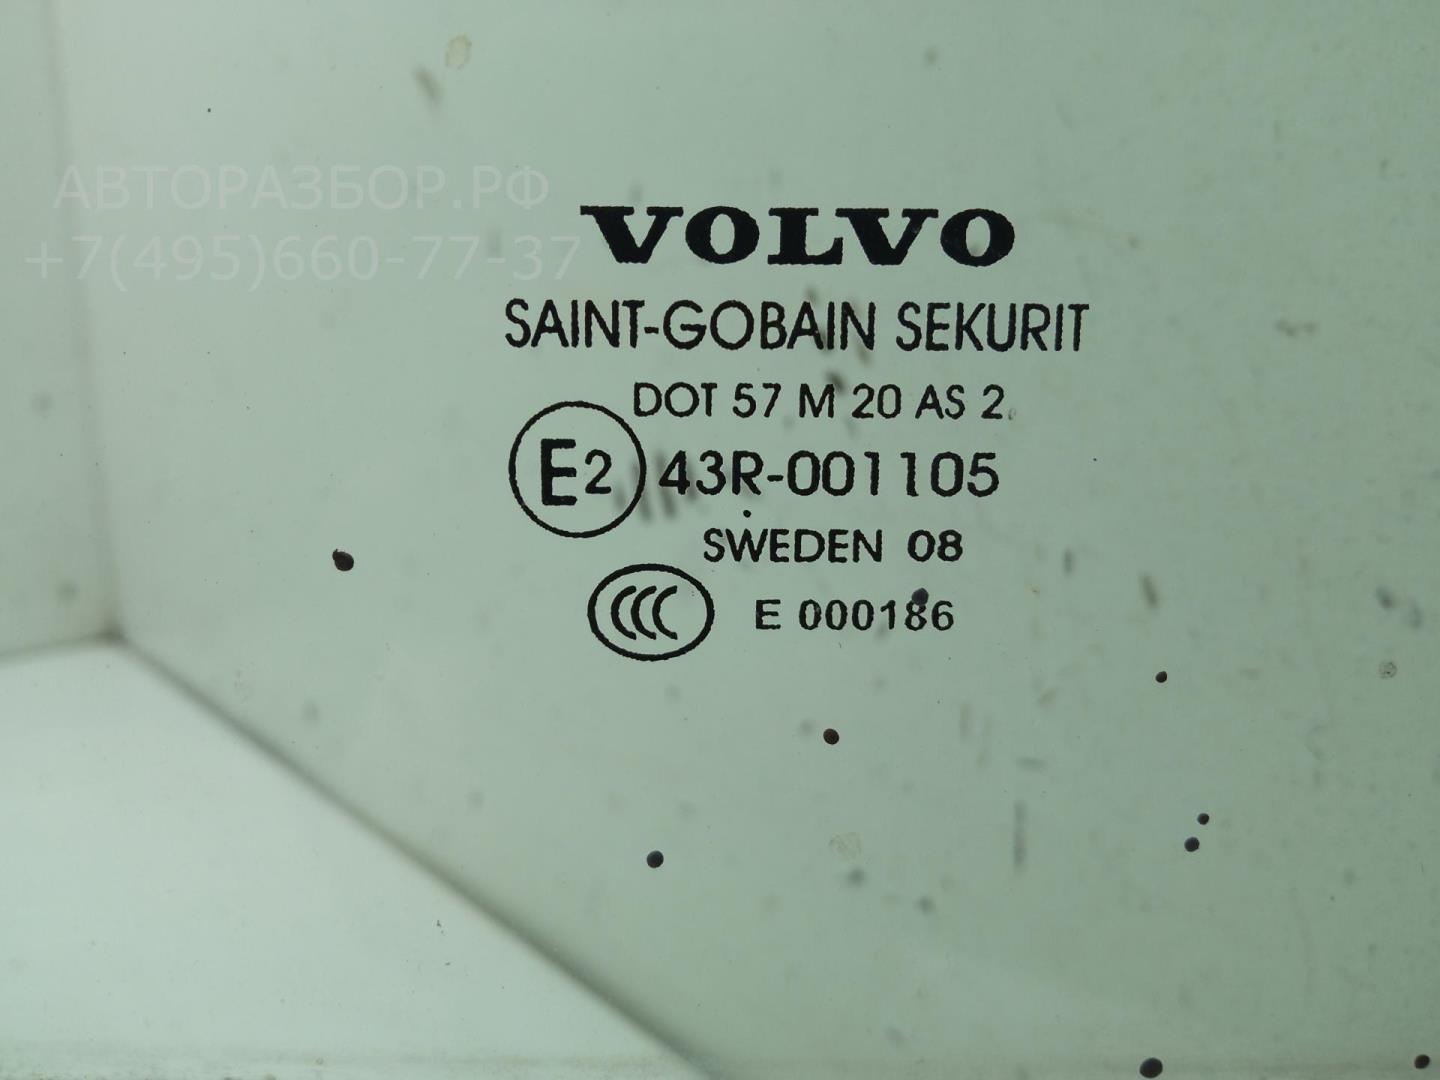 АВТОРАЗБОР.РФ
+7(495)660-77-37
VOLVO
SAINT-GOBAIN SEKURIT
DOT 57 M 20 AS 2
E2 43R-001105
SWEDEN 08
CCC E 000186